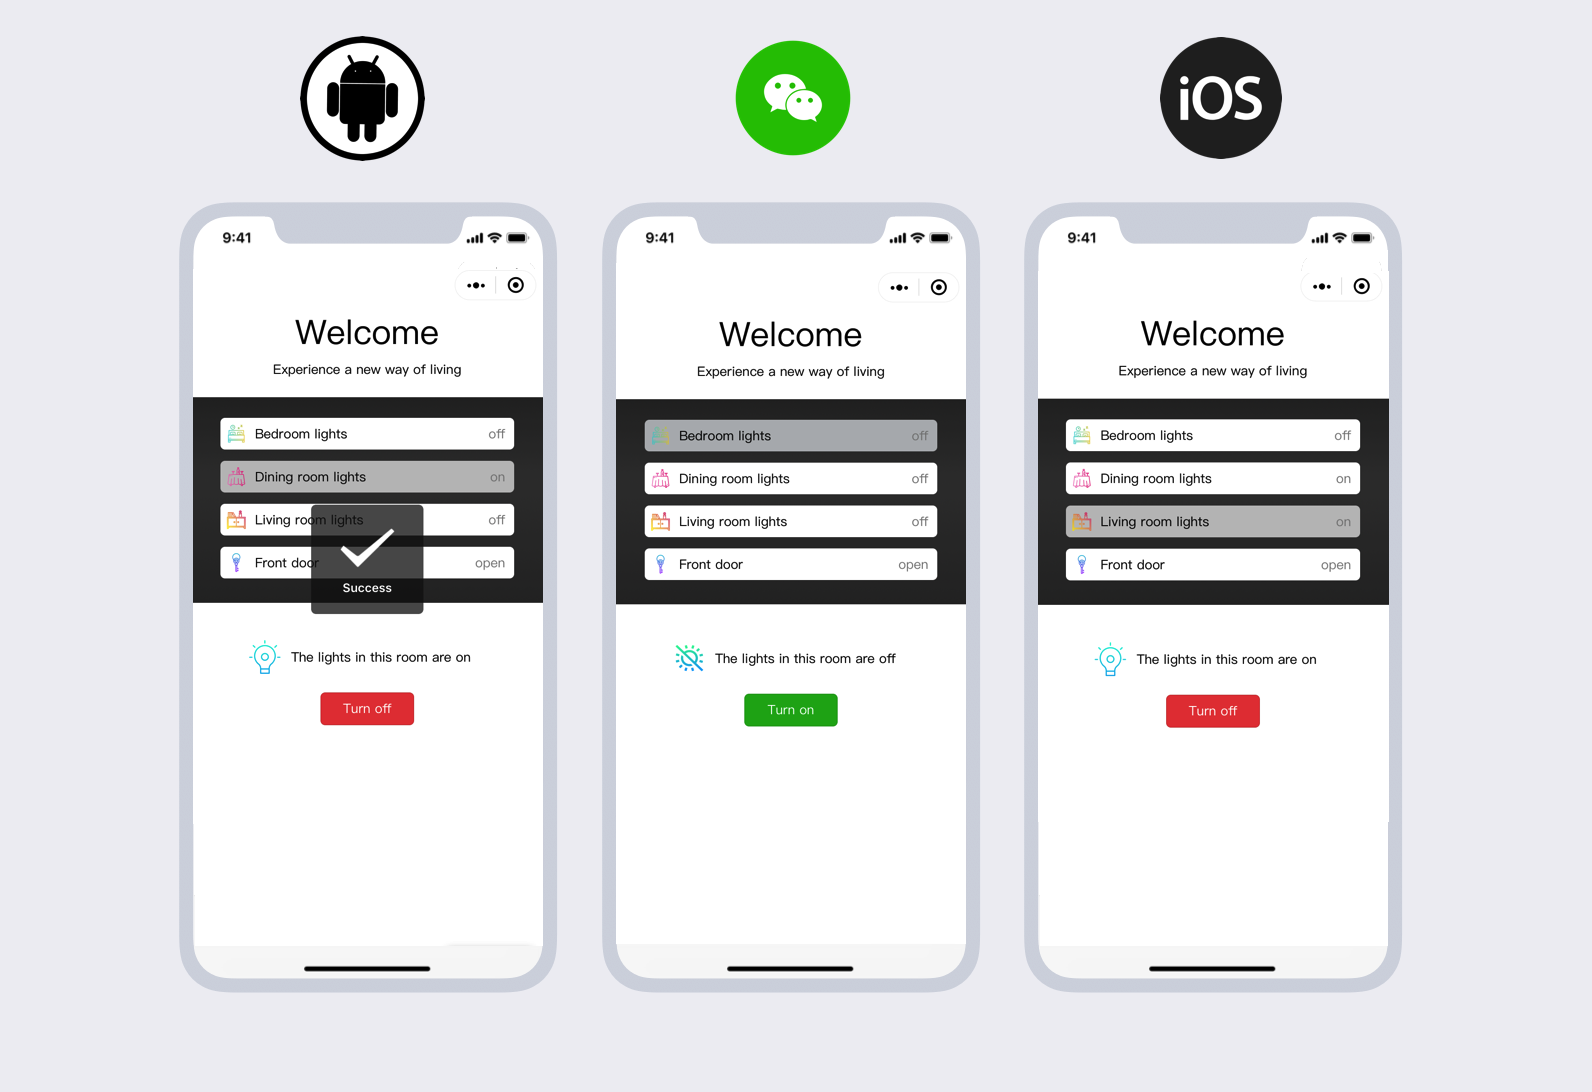 iOS
9:41
Welcome
Experience a new way of living
Bedroom lights off
Dining room lights on
Living room lights off
Front door open
Success
The lights in this room are on
Turn off
9:41
Welcome
Experience a new way of living
Bedroom lights off
Dining room lights off
Living room lights off
Front door open
The lights in this room are off
Turn on
9:41
Welcome
Experience a new way of living
Bedroom lights off
Dining room lights on
Living room lights on
Front door open
The lights in this room are on
Turn off